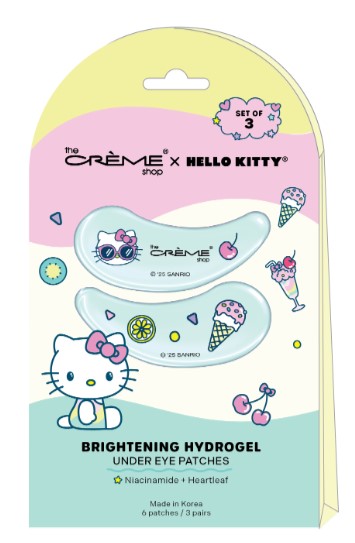 SET OF
3
the
CRÈME®
shop
x HELLO KITTY®
the
CRÈME®
shop
© '25 SANRIO
© '25 SANRIO
BRIGHTENING HYDROGEL
UNDER EYE PATCHES
Niacinamide + Heartleaf
Made in Korea
6 patches / 3 pairs